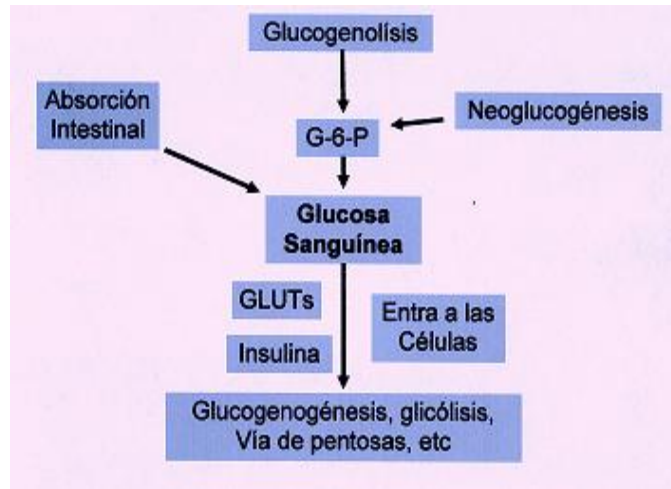 Glucogenolísis
Absorción
Intestinal
Neoglucogénesis
G-6-P
Glucosa
Sanguínea
GLUTs
Insulina
Entra a las
Células
Glucogenogénesis, glicólisis,
Vía de pentosas, etc